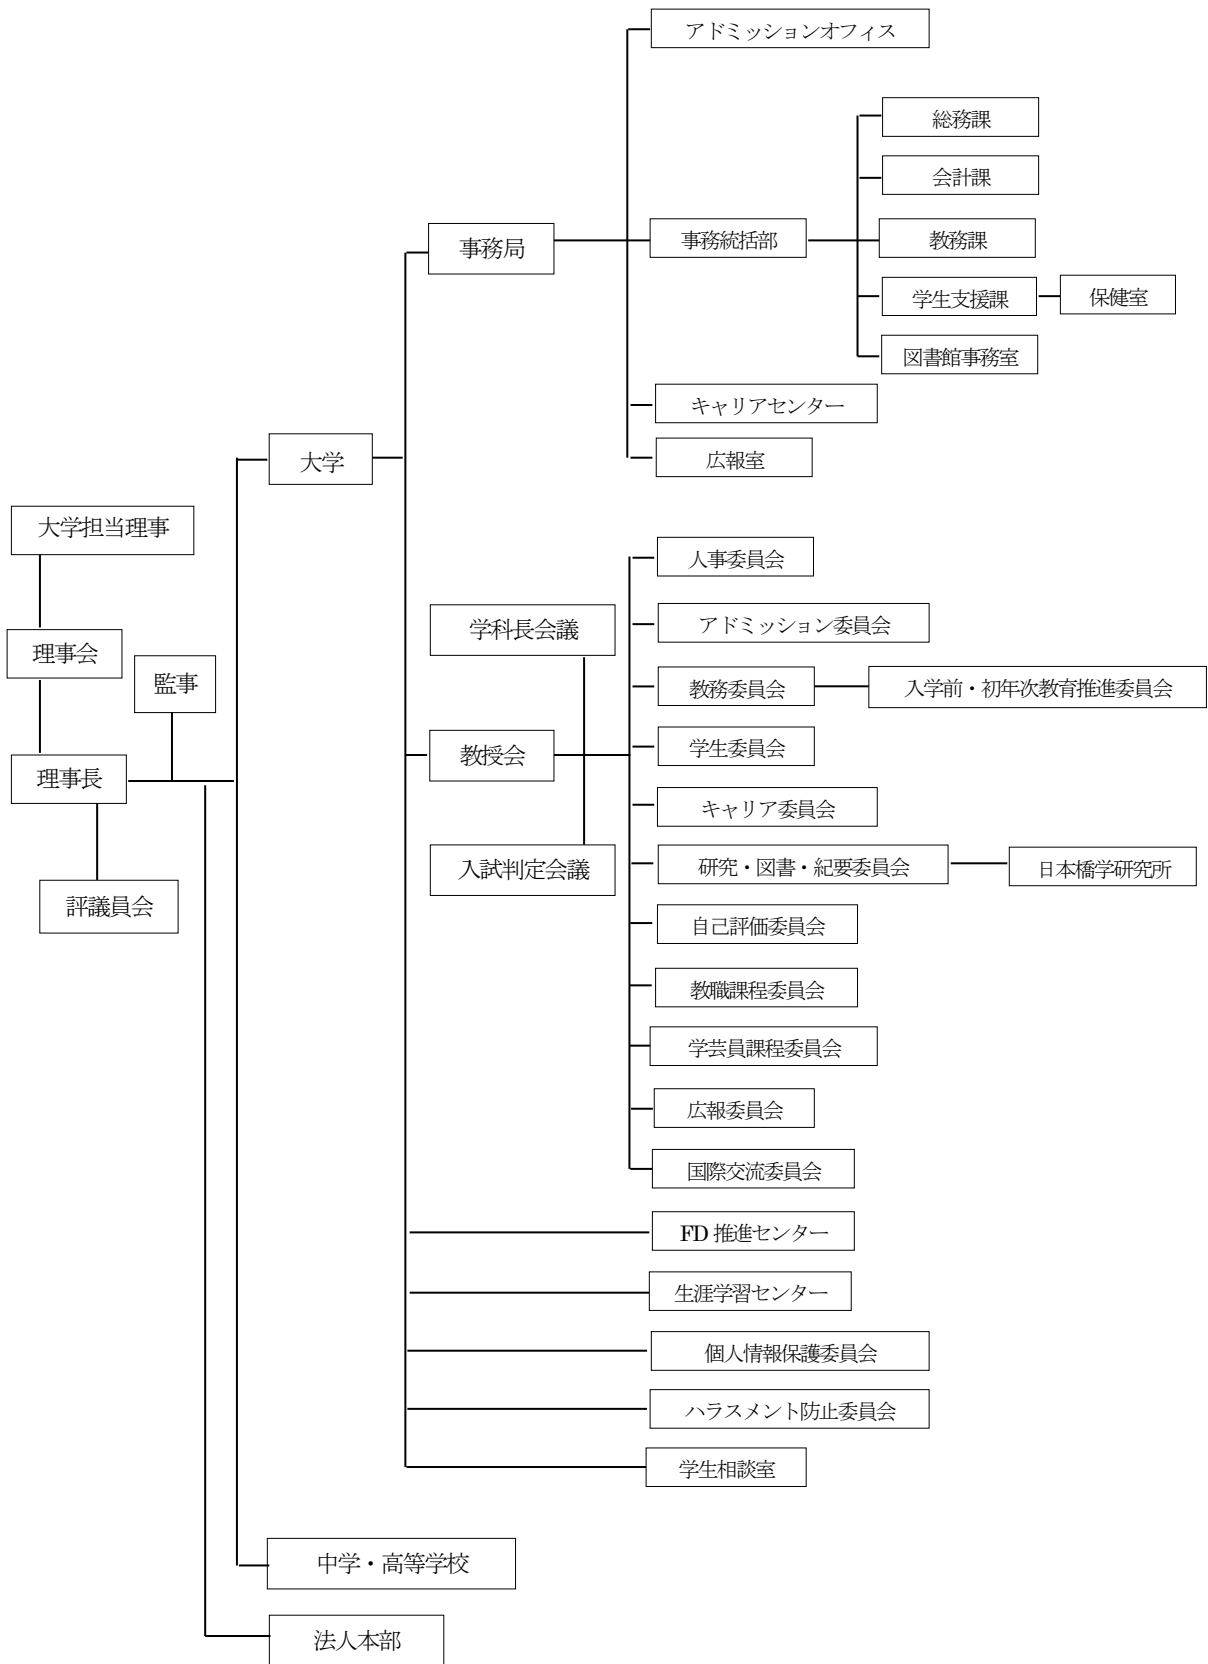 アドミッションオフィス
総務課
会計課
事務局
事務統括部
教務課
学生支援課
保健室
図書館事務室
キャリアセンター
大学
広報室
大学担当理事
人事委員会
学科長会議
アドミッション委員会
理事会
監事
教務委員会
入学前・初年次教育推進委員会
学生委員会
教授会
理事長
キャリア委員会
入試判定会議
研究・図書・紀要委員会
日本橋学研究所
評議員会
自己評価委員会
教職課程委員会
学芸員課程委員会
広報委員会
国際交流委員会
FD 推進センター
生涯学習センター
個人情報保護委員会
ハラスメント防止委員会
学生相談室
中学・高等学校
法人本部